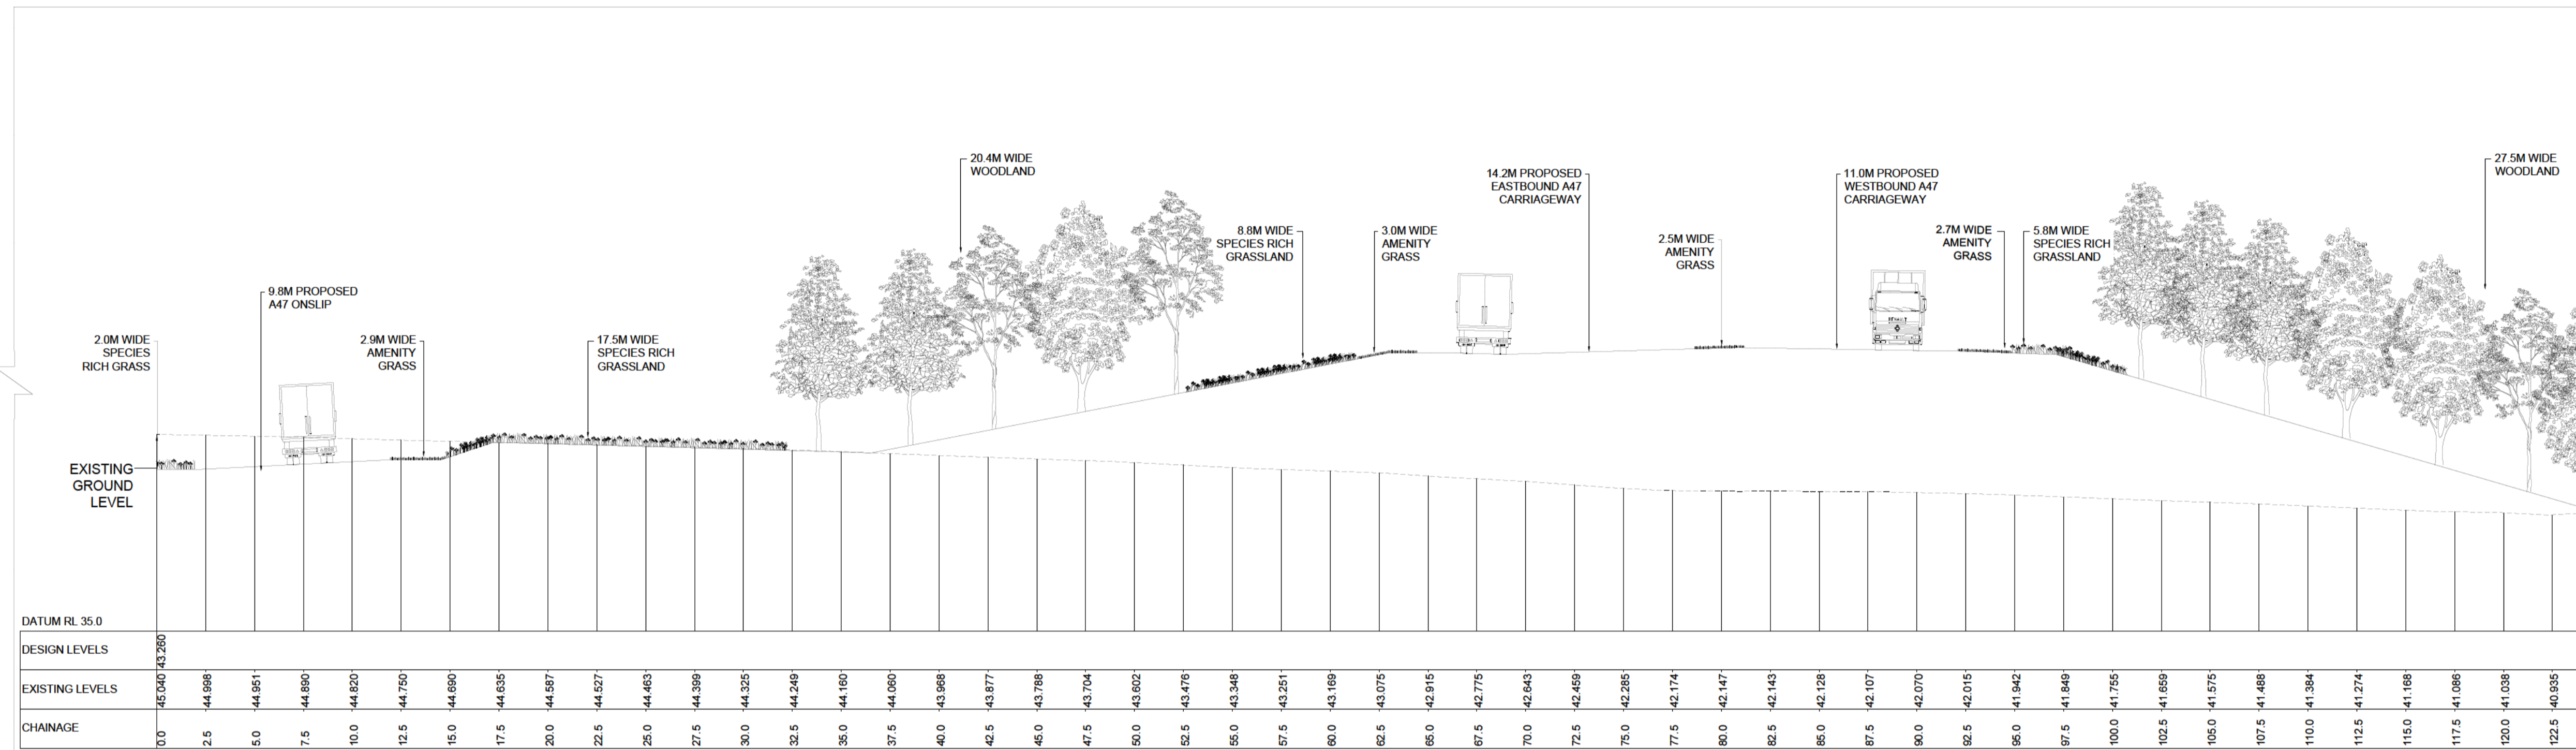 20.4M WIDE
WOODLAND
27.5M WIDE
WOODLAND
14.2M PROPOSED
EASTBOUND A47
CARRIAGEWAY
11.0M PROPOSED
WESTBOUND A47
CARRIAGEWAY
8.8M WIDE
SPECIES RICH
GRASSLAND
3.0M WIDE
AMENITY
GRASS
2.5M WIDE
AMENITY
GRASS
2.7M WIDE
AMENITY
GRASS
5.8M WIDE
SPECIES RICH
GRASSLAND
9.8M PROPOSED
A47 ONSLIP
2.0M WIDE
SPECIES
RICH GRASS
2.9M WIDE
AMENITY
GRASS
17.5M WIDE
SPECIES RICH
GRASSLAND
EXISTING
GROUND
LEVEL
DATUM RL 35.0
DESIGN LEVELS 43.260
EXISTING LEVELS 45.040 44.998 44.951 44.890 44.820 44.750 44.690 44.635 44.587 44.527 44.463 44.399 44.325 44.249 44.160 44.060 43.968 43.877 43.788 43.704 43.602 43.476 43.348 43.251 43.169 43.075 42.915 42.775 42.643 42.459 42.285 42.174 42.147 42.143 42.128 42.107 42.070 42.015 41.942 41.849 41.755 41.659 41.575 41.488 41.384 41.274 41.168 41.086 41.038 40.935
CHAINAGE 0.0 2.5 5.0 7.5 10.0 12.5 15.0 17.5 20.0 22.5 25.0 27.5 30.0 32.5 35.0 37.5 40.0 42.5 45.0 47.5 50.0 52.5 55.0 57.5 60.0 62.5 65.0 67.5 70.0 72.5 75.0 77.5 80.0 82.5 85.0 87.5 90.0 92.5 95.0 97.5 100.0 102.5 105.0 107.5 110.0 112.5 115.0 117.5 120.0 122.5